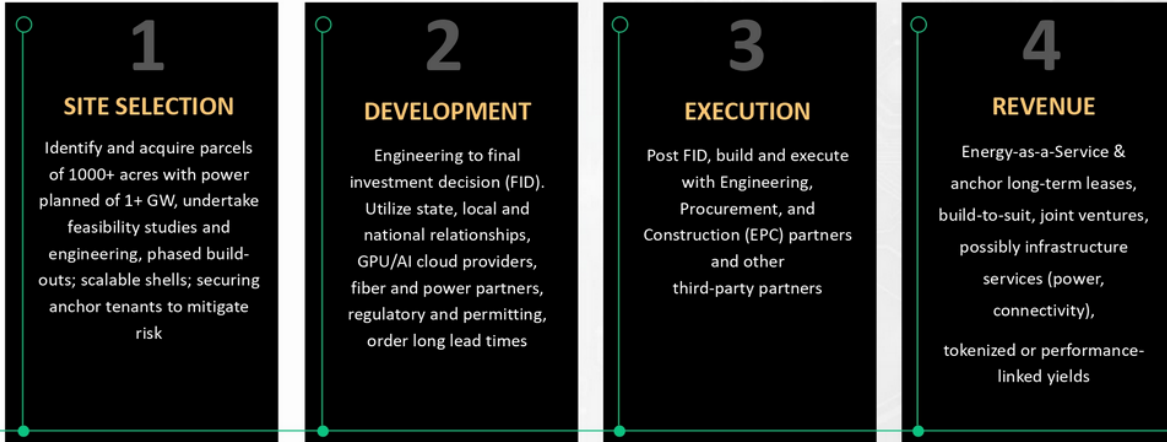 1
SITE SELECTION
Identify and acquire parcels
of 1000+ acres with power
planned of 1+ GW, undertake
feasibility studies and
engineering, phased build-
outs; scalable shells; securing
anchor tenants to mitigate
risk
2
DEVELOPMENT
Engineering to final
investment decision (FID).
Utilize state, local and
national relationships,
GPU/AI cloud providers,
fiber and power partners,
regulatory and permitting,
order long lead times
3
EXECUTION
Post FID, build and execute
with Engineering,
Procurement, and
Construction (EPC) partners
and other
third-party partners
4
REVENUE
Energy-as-a-Service &
anchor long-term leases,
build-to-suit, joint ventures,
possibly infrastructure
services (power,
connectivity),
tokenized or performance-
linked yields